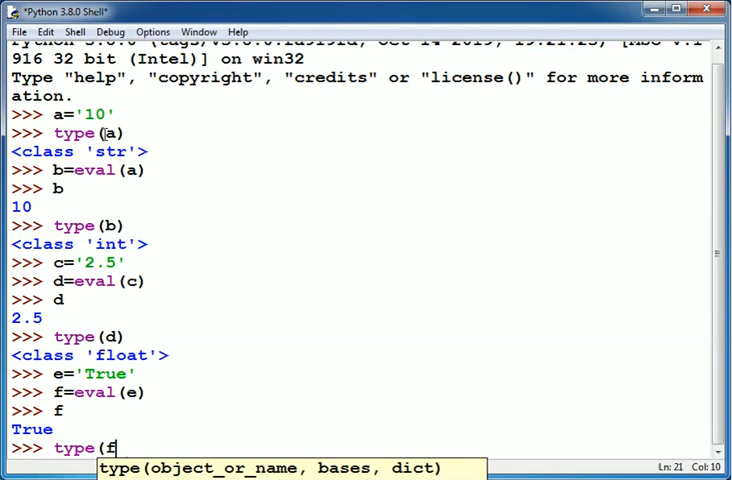 *Python 3.8.0 Shell*
File Edit Shell Debug Options Window Help
916 32 bit (Intel)] on win32
Type "help", "copyright", "credits" or "license()" for more inform
ation.
>>> a='10'
>>> type(a)
<class 'str'>
>>> b=eval(a)
>>> b
10
>>> type(b)
<class 'int'>
>>> c='2.5'
>>> d=eval(c)
>>> d
2.5
>>> type(d)
<class 'float'>
>>> e='True'
>>> f=eval(e)
>>> f
True
>>> type(f
type(object_or_name, bases, dict)
Ln: 21 Col: 10